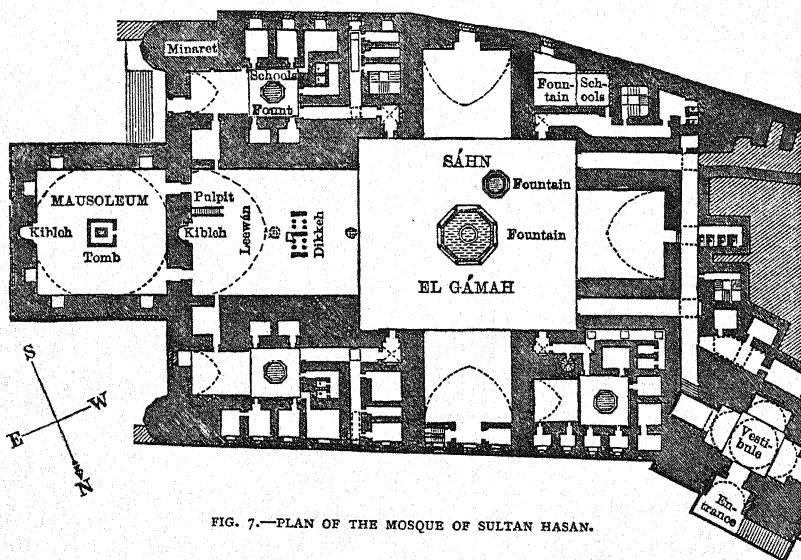 Minaret
Schools
Fount
Foun-
tain
Sch-
ools
SÁHN
Fountain
MAUSOLEUM
Pulpit
Kibleh
Tomb
Kibleh
Leewán
Dikkeh
Fountain
EL GÁMAH
S
W
E
N
Vesti-
bule
En-
trance
FIG. 7.—PLAN OF THE MOSQUE OF SULTAN HASAN.